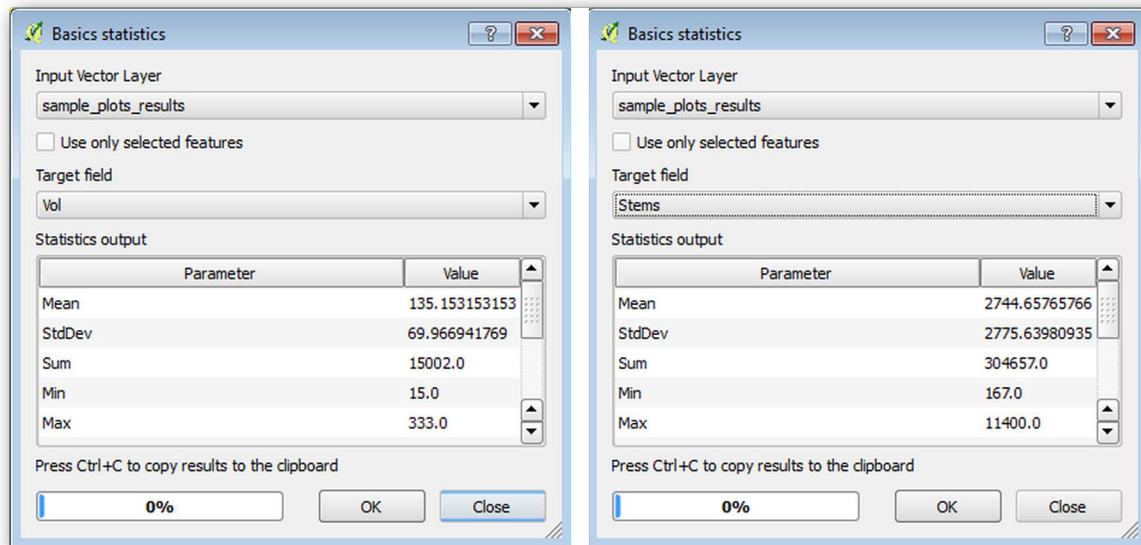 Basics statistics
Input Vector Layer
sample_plots_results
Use only selected features
Target field
Vol
Statistics output
Parameter Value
Mean 135.153153153
StdDev 69.966941769
Sum 15002.0
Min 15.0
Max 333.0
Press Ctrl+C to copy results to the clipboard
0% OK Close
Basics statistics
Input Vector Layer
sample_plots_results
Use only selected features
Target field
Stems
Statistics output
Parameter Value
Mean 2744.65765766
StdDev 2775.63980935
Sum 304657.0
Min 167.0
Max 11400.0
Press Ctrl+C to copy results to the clipboard
0% OK Close